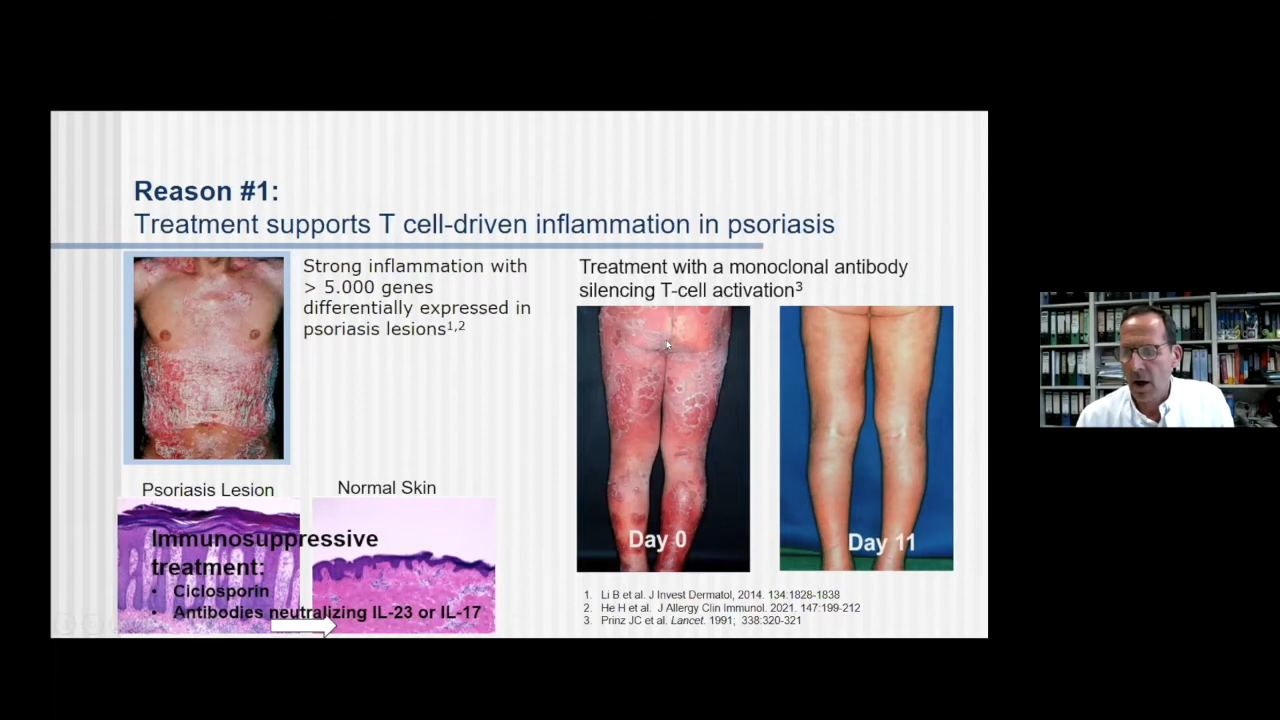 Reason #1:
Treatment supports T cell-driven inflammation in psoriasis
Strong inflammation with
> 5.000 genes
differentially expressed in
psoriasis lesions1,2
Treatment with a monoclonal antibody
silencing T-cell activation3
Day 0
Day 11
Psoriasis Lesion
Normal Skin
Immunosuppressive
treatment:
• Ciclosporin
• Antibodies neutralizing IL-23 or IL-17
1. Li B et al. J Invest Dermatol, 2014. 134:1828-1838
2. He H et al. J Allergy Clin Immunol. 2021. 147:199-212
3. Prinz JC et al. Lancet. 1991; 338:320-321